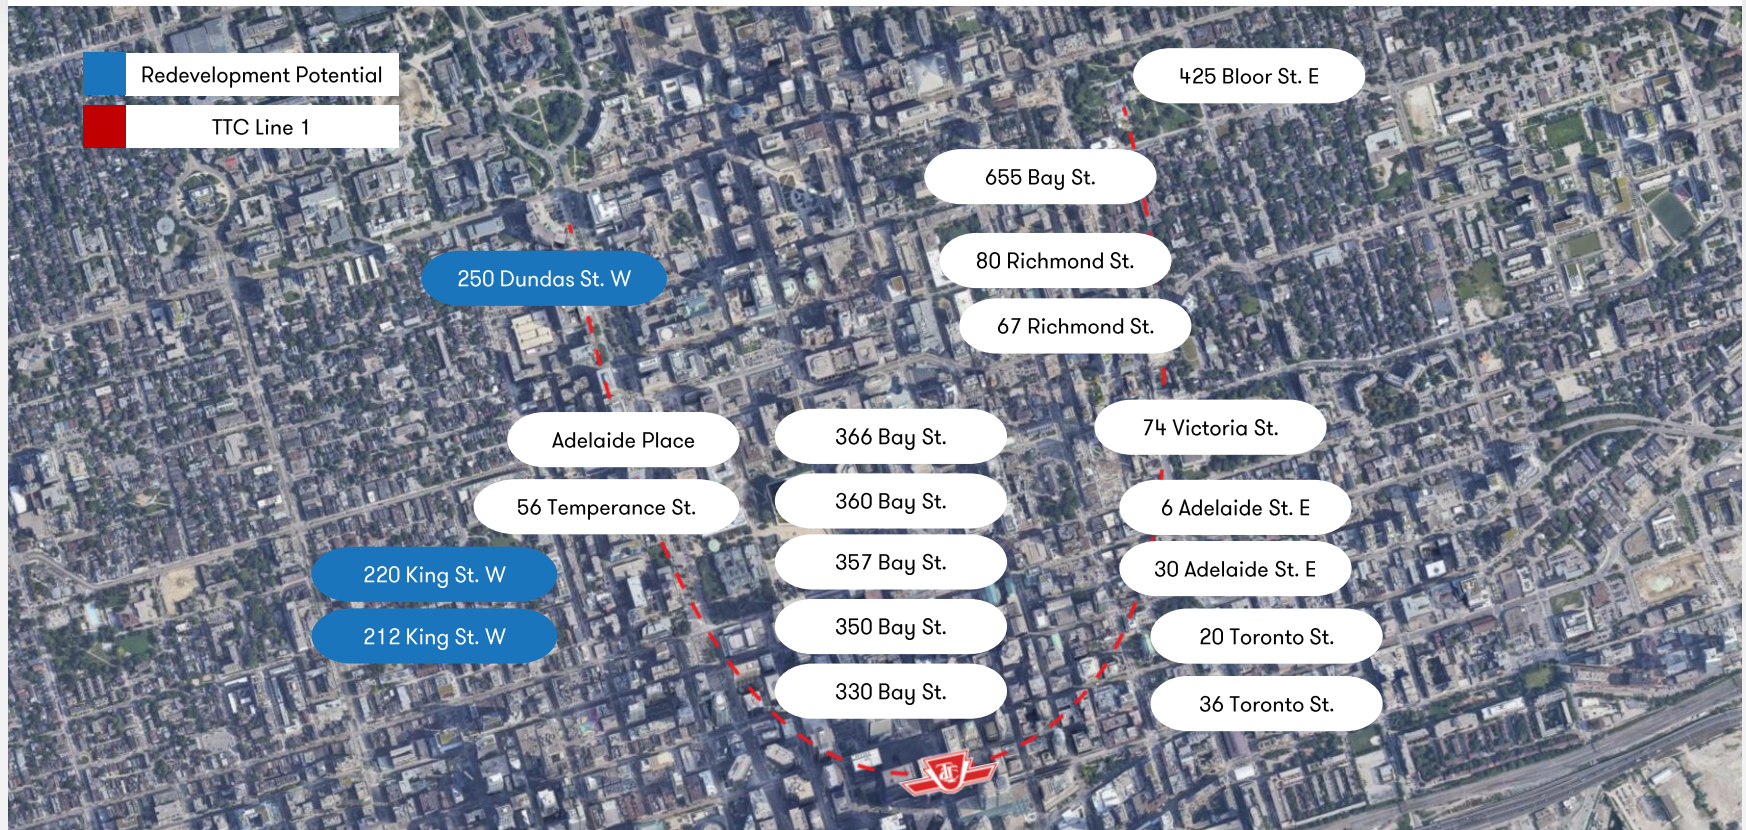 Redevelopment Potential
TTC Line 1
425 Bloor St. E
655 Bay St.
80 Richmond St.
250 Dundas St. W
67 Richmond St.
74 Victoria St.
Adelaide Place
366 Bay St.
56 Temperance St.
360 Bay St.
6 Adelaide St. E
220 King St. W
357 Bay St.
30 Adelaide St. E
212 King St. W
350 Bay St.
20 Toronto St.
330 Bay St.
36 Toronto St.
TTC